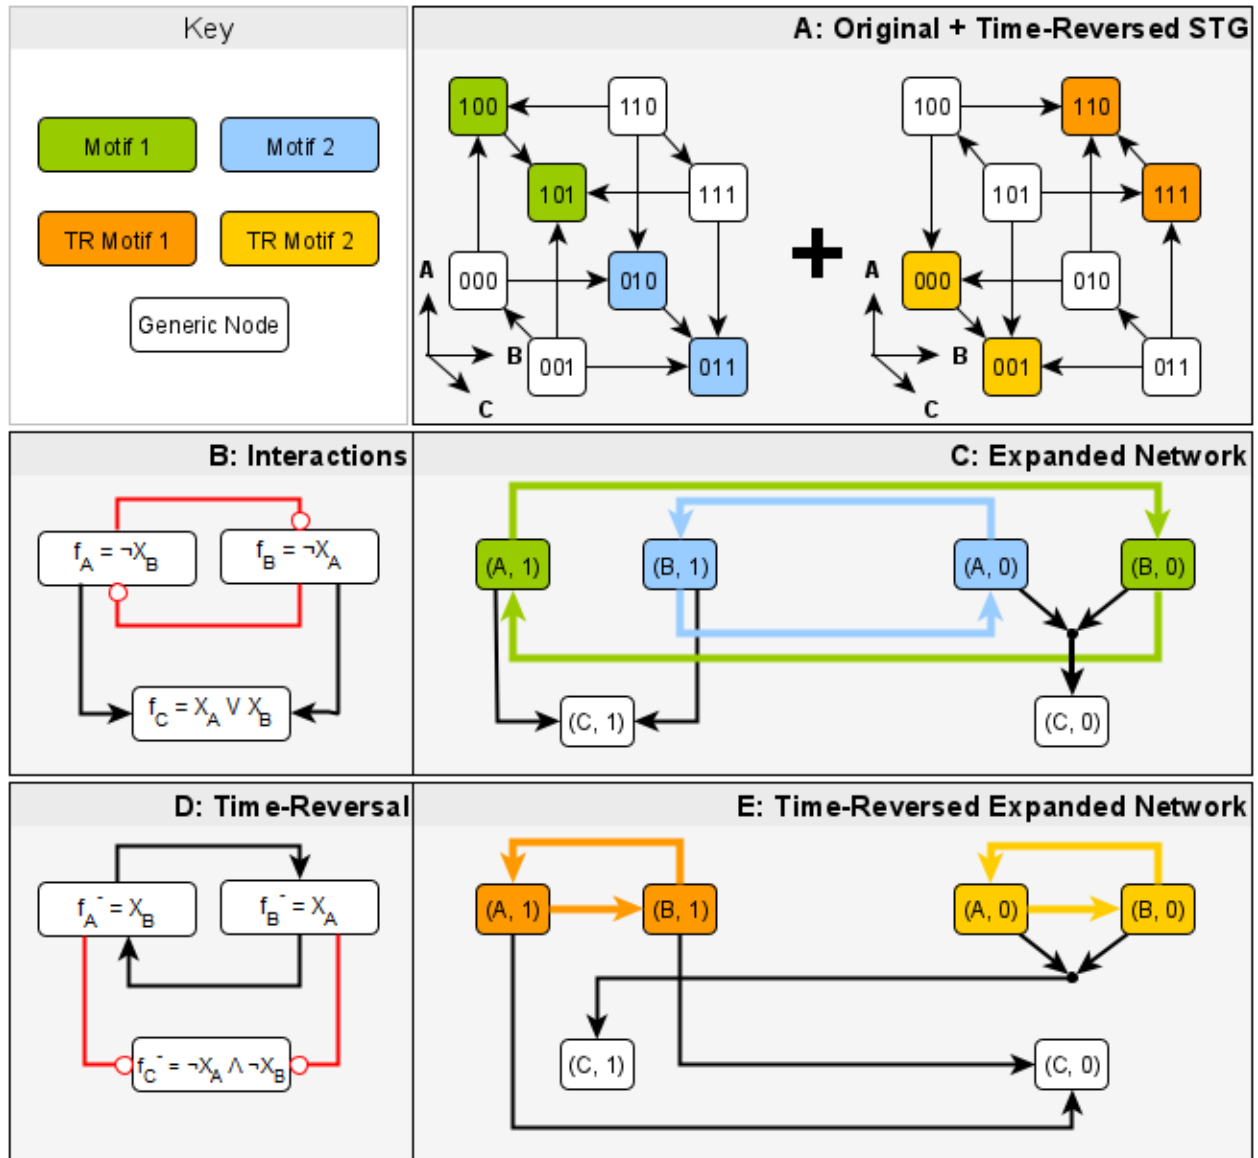 Key
Motif 1
Motif 2
TR Motif 1
TR Motif 2
Generic Node
A: Original + Time-Reversed STG
100
110
101
111
000
010
001
011
A
B
C
+
100
110
101
111
000
010
001
011
A
B
C
B: Interactions
f_A = ¬X_B
f_B = ¬X_A
f_C = X_A V X_B
C: Expanded Network
(A, 1)
(B, 1)
(A, 0)
(B, 0)
(C, 1)
(C, 0)
D: Time-Reversal
f_A^- = X_B
f_B^- = X_A
f_C^- = ¬X_A Λ ¬X_B
E: Time-Reversed Expanded Network
(A, 1)
(B, 1)
(A, 0)
(B, 0)
(C, 1)
(C, 0)